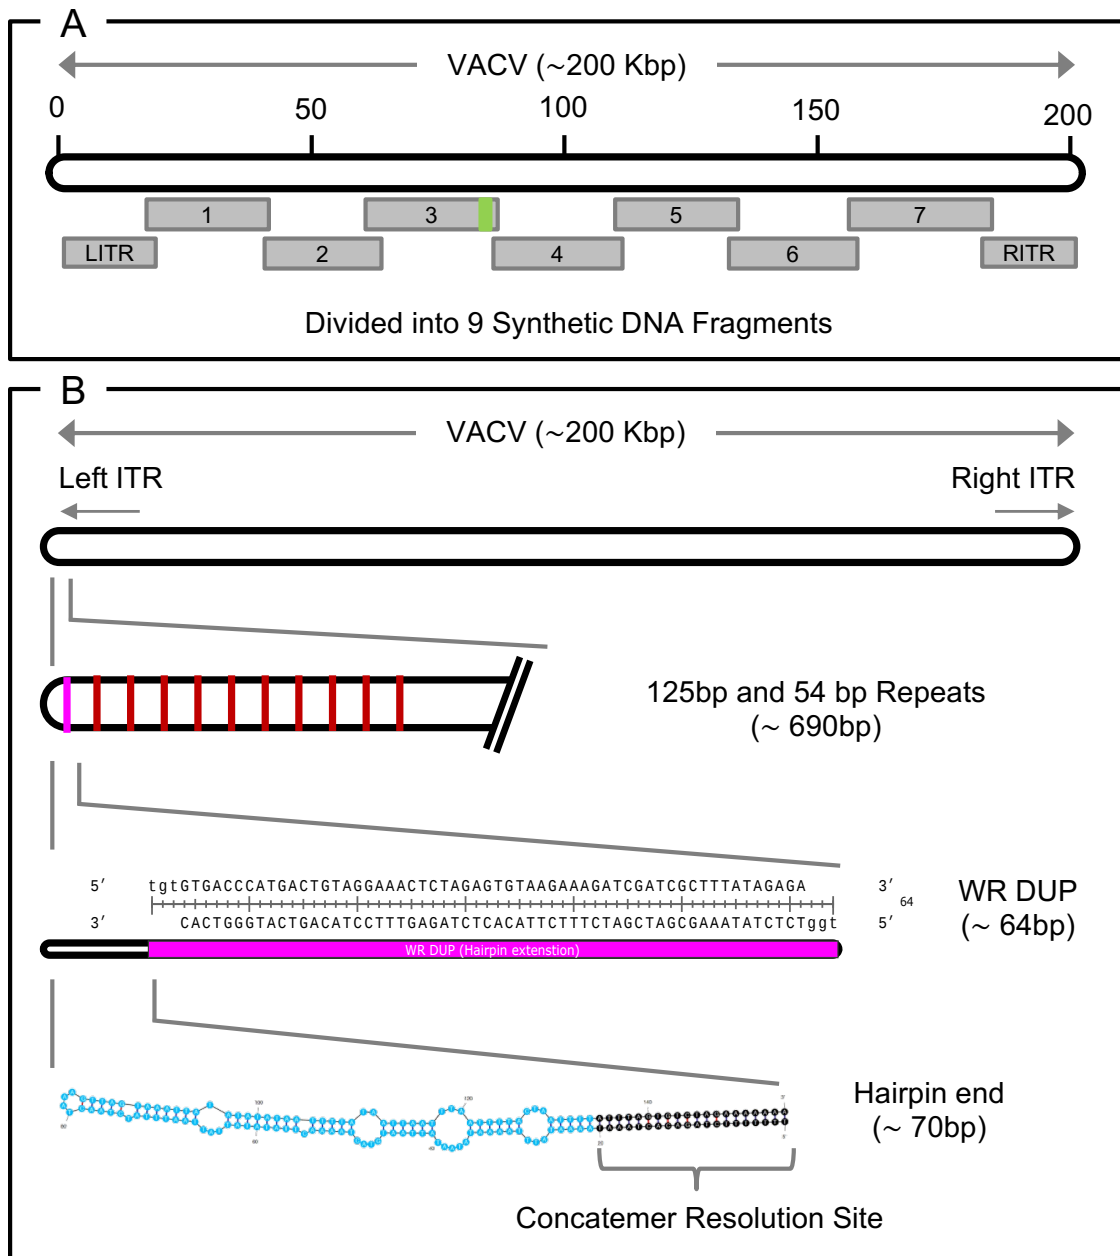 A
VACV (~200 Kbp)
0 50 100 150 200
1 3 5 7
LITR 2 4 6 RITR
Divided into 9 Synthetic DNA Fragments
B
VACV (~200 Kbp)
Left ITR Right ITR
125bp and 54 bp Repeats
(~ 690bp)
5′ tgtGTGACCCATGACTGTAGGAAACTCTAGAGTGTAAGAAAGATCGATCGCTTTATAGAGA 3′
64
3′ CACTGGGTACTGACATCCTTTGAGATCTCACATTCTTTCTAGCTAGCGAAATATCTCTggt 5′
WR DUP
(~ 64bp)
WR DUP (Hairpin extenstion)
Hairpin end
(~ 70bp)
Concatemer Resolution Site